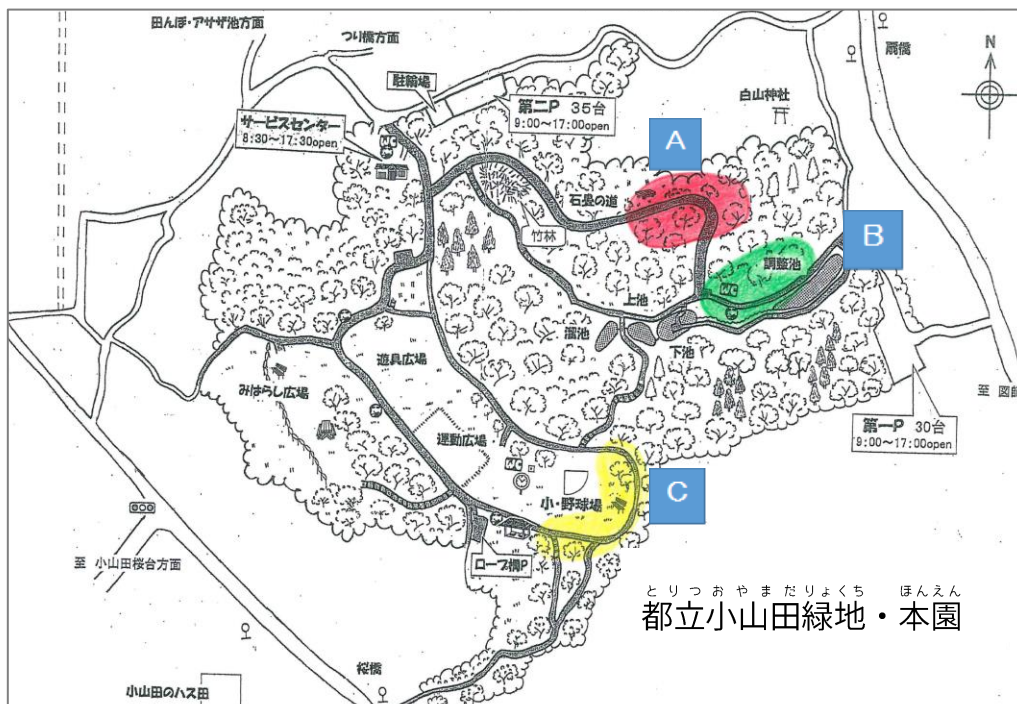 田んぼ・アサザ池方面
つり橋方面
扇橋
N
駐輪場
第二P 35台
9:00〜17:00open
白山神社
サービスセンター
8:30〜17:30open
WC
A
石畳の道
竹林
B
調整池
WC
上池
溜池
下池
遊具広場
みはらし広場
至 図師
第一P 30台
9:00〜17:00open
運動広場
WC
小・野球場
C
ロープ柵P
至 小山田桜台方面
とりつおやまだりょくち ほんえん
都立小山田緑地・本園
桜橋
小山田のハス田